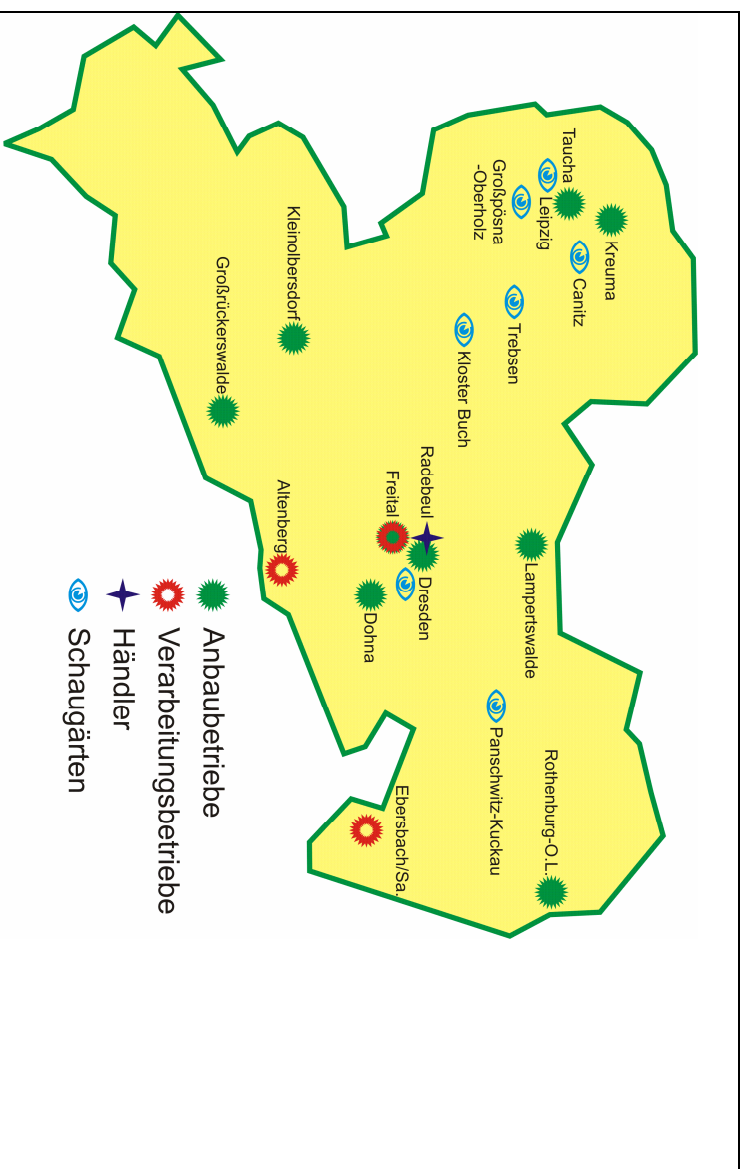 Kreuma
Taucha
Canitz
Leipzig
Großpösna
-Oberholz
Trebsen
Kloster Buch
Lampertswalde
Rothenburg-O.L.
Panschwitz-Kuckau
Radebeul
Dresden
Freital
Dohna
Ebersbach/Sa.
Kleinolbersdorf
Altenberg
Großrückerswalde
Anbaubetriebe
Verarbeitungsbetriebe
Händler
Schaugärten